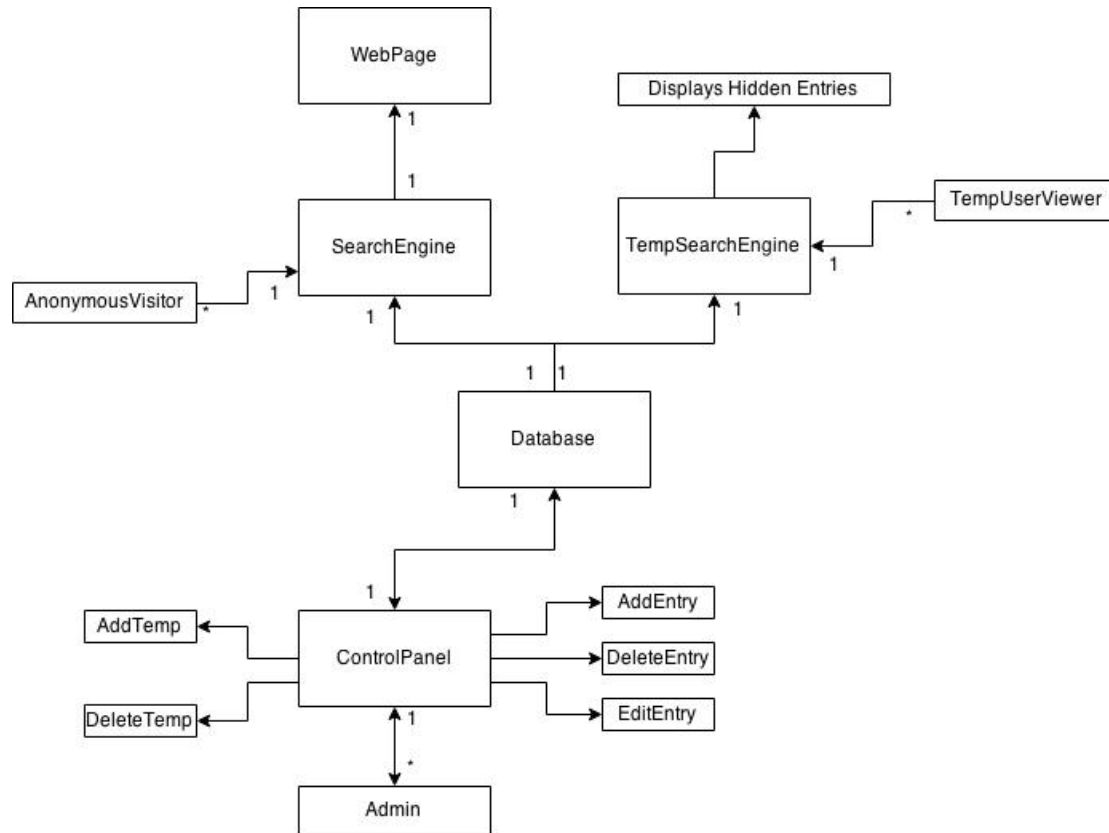 WebPage
Displays Hidden Entries
1
1
TempUserViewer
*
SearchEngine
TempSearchEngine
1
AnonymousVisitor
*
1
1
1
1
1
Database
1
1
AddEntry
AddTemp
ControlPanel
DeleteEntry
DeleteTemp
1
EditEntry
*
Admin